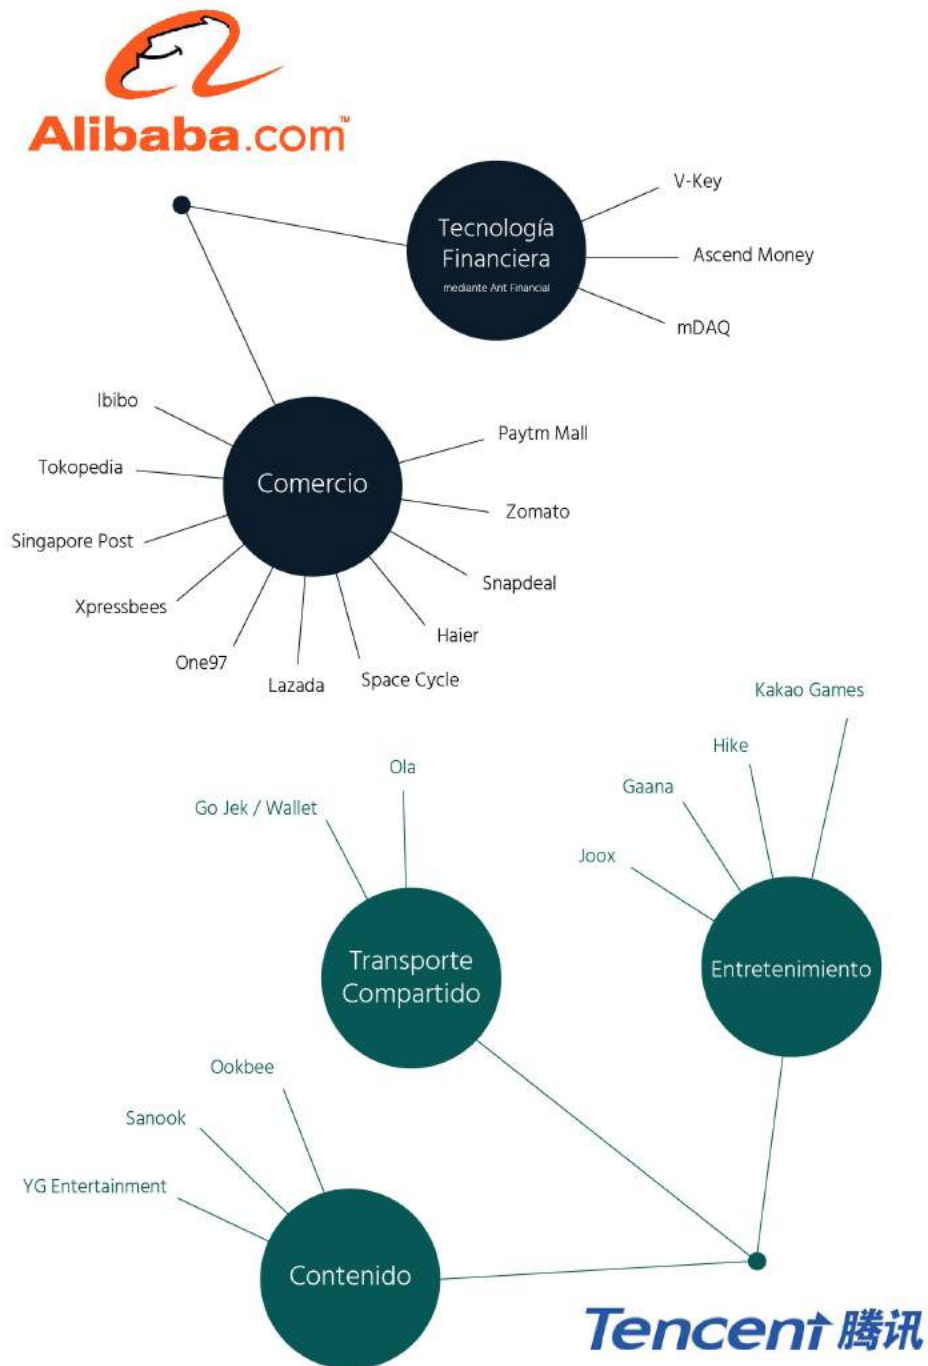 Alibaba.com™
Tecnología
Financiera
mediante Ant Financial
V-Key
Ascend Money
mDAQ
Comercio
Ibibo
Tokopedia
Singapore Post
Xpressbees
One97
Lazada
Space Cycle
Haier
Snapdeal
Zomato
Paytm Mall
Transporte
Compartido
Go Jek / Wallet
Ola
Entretenimiento
Joox
Gaana
Hike
Kakao Games
Contenido
Ookbee
Sanook
YG Entertainment
Tencent 腾讯